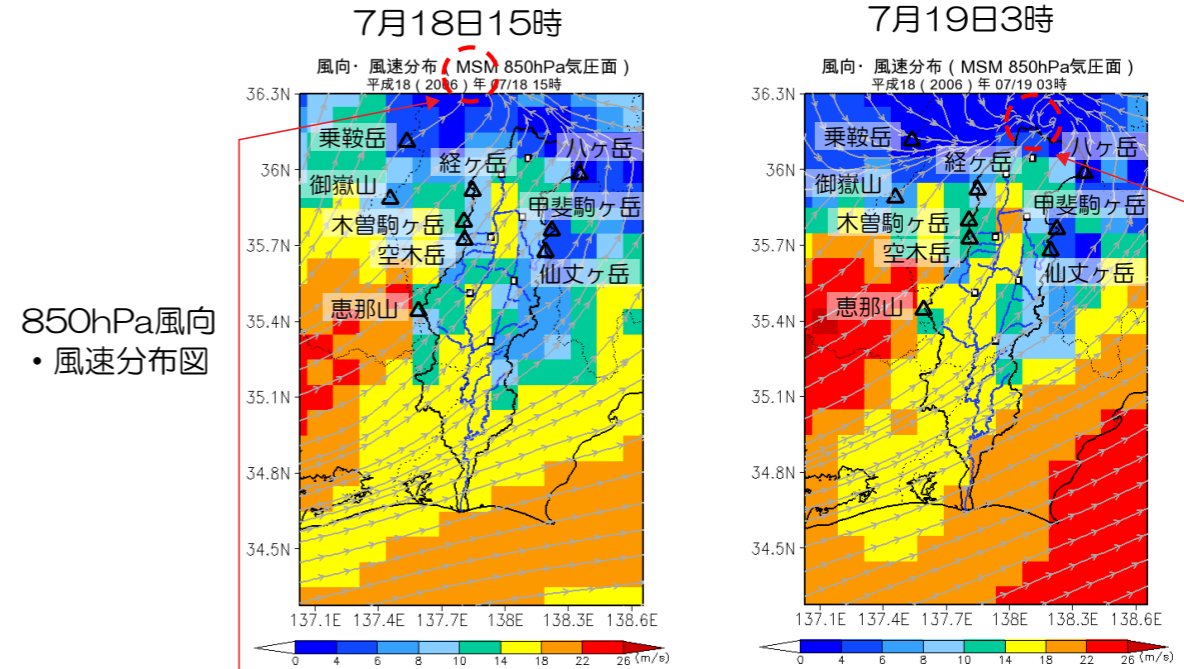 7月18日15時
風向・風速分布 ( MSM 850hPa気圧面 )
平成18 ( 2006 ) 年 07/18 15時
36.3N
36N
35.7N
35.4N
35.1N
34.8N
34.5N
乗鞍岳
八ヶ岳
経ヶ岳
御嶽山
甲斐駒ヶ岳
木曽駒ヶ岳
空木岳
仙丈ヶ岳
恵那山
137.1E 137.4E 137.7E 138E 138.3E 138.6E
0 4 6 8 10 14 18 22 26 (m/s)
7月19日3時
風向・風速分布 ( MSM 850hPa気圧面 )
平成18 ( 2006 ) 年 07/19 03時
36.3N
36N
35.7N
35.4N
35.1N
34.8N
34.5N
乗鞍岳
八ヶ岳
経ヶ岳
御嶽山
甲斐駒ヶ岳
木曽駒ヶ岳
空木岳
仙丈ヶ岳
恵那山
137.1E 137.4E 137.7E 138E 138.3E 138.6E
0 4 6 8 10 14 18 22 26 (m/s)
850hPa風向
・風速分布図